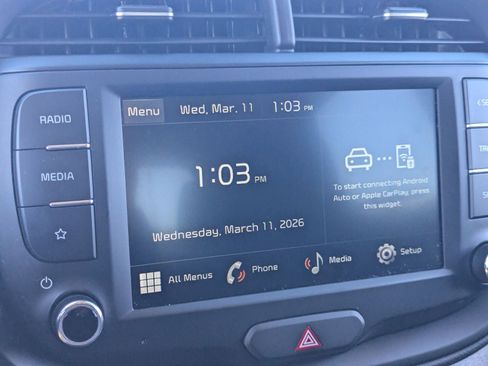 Menu Wed, Mar. 11 1:03 PM
RADIO
MEDIA
1:03 PM
To start connecting Android
Auto or Apple CarPlay, press
this widget.
Wednesday, March 11, 2026
All Menus Phone Media Setup